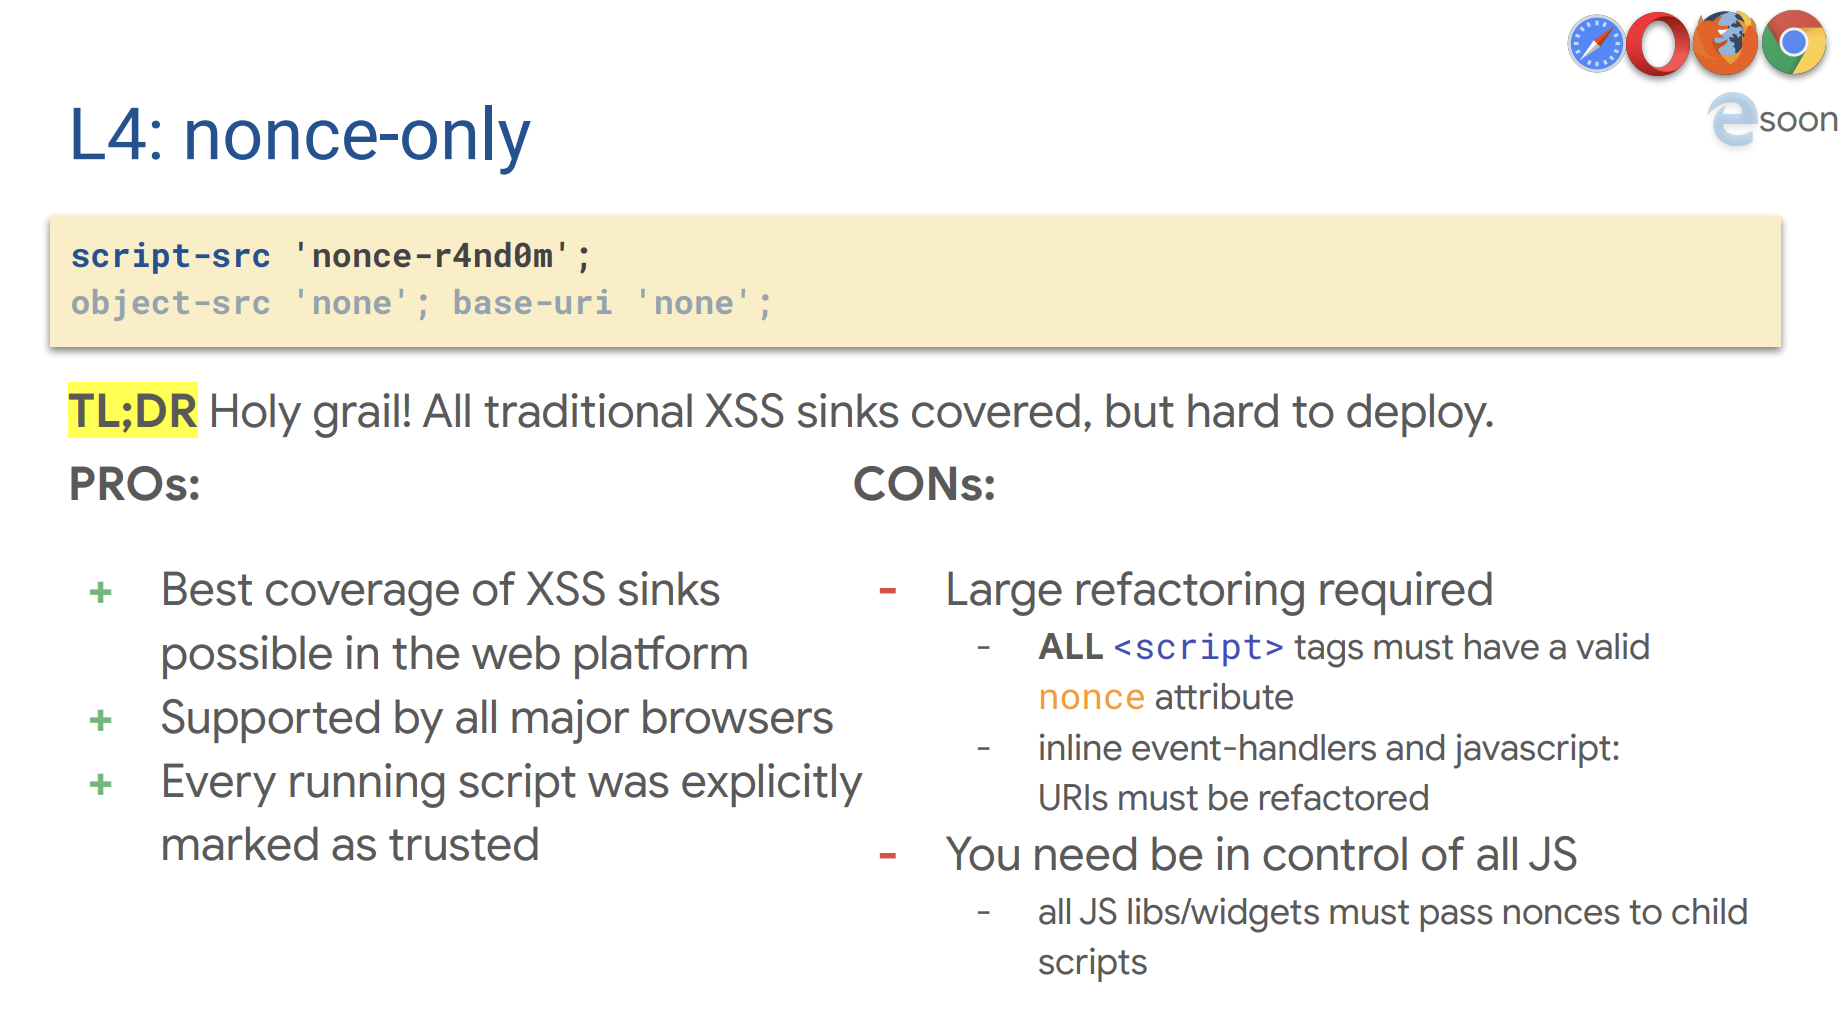 soon
L4: nonce-only
script-src 'nonce-r4nd0m';
object-src 'none'; base-uri 'none';
TL;DR Holy grail! All traditional XSS sinks covered, but hard to deploy.
PROs:
+ Best coverage of XSS sinks
possible in the web platform
+ Supported by all major browsers
+ Every running script was explicitly
marked as trusted
CONs:
- Large refactoring required
- ALL <script> tags must have a valid
nonce attribute
- inline event-handlers and javascript:
URIs must be refactored
- You need be in control of all JS
- all JS libs/widgets must pass nonces to child
scripts